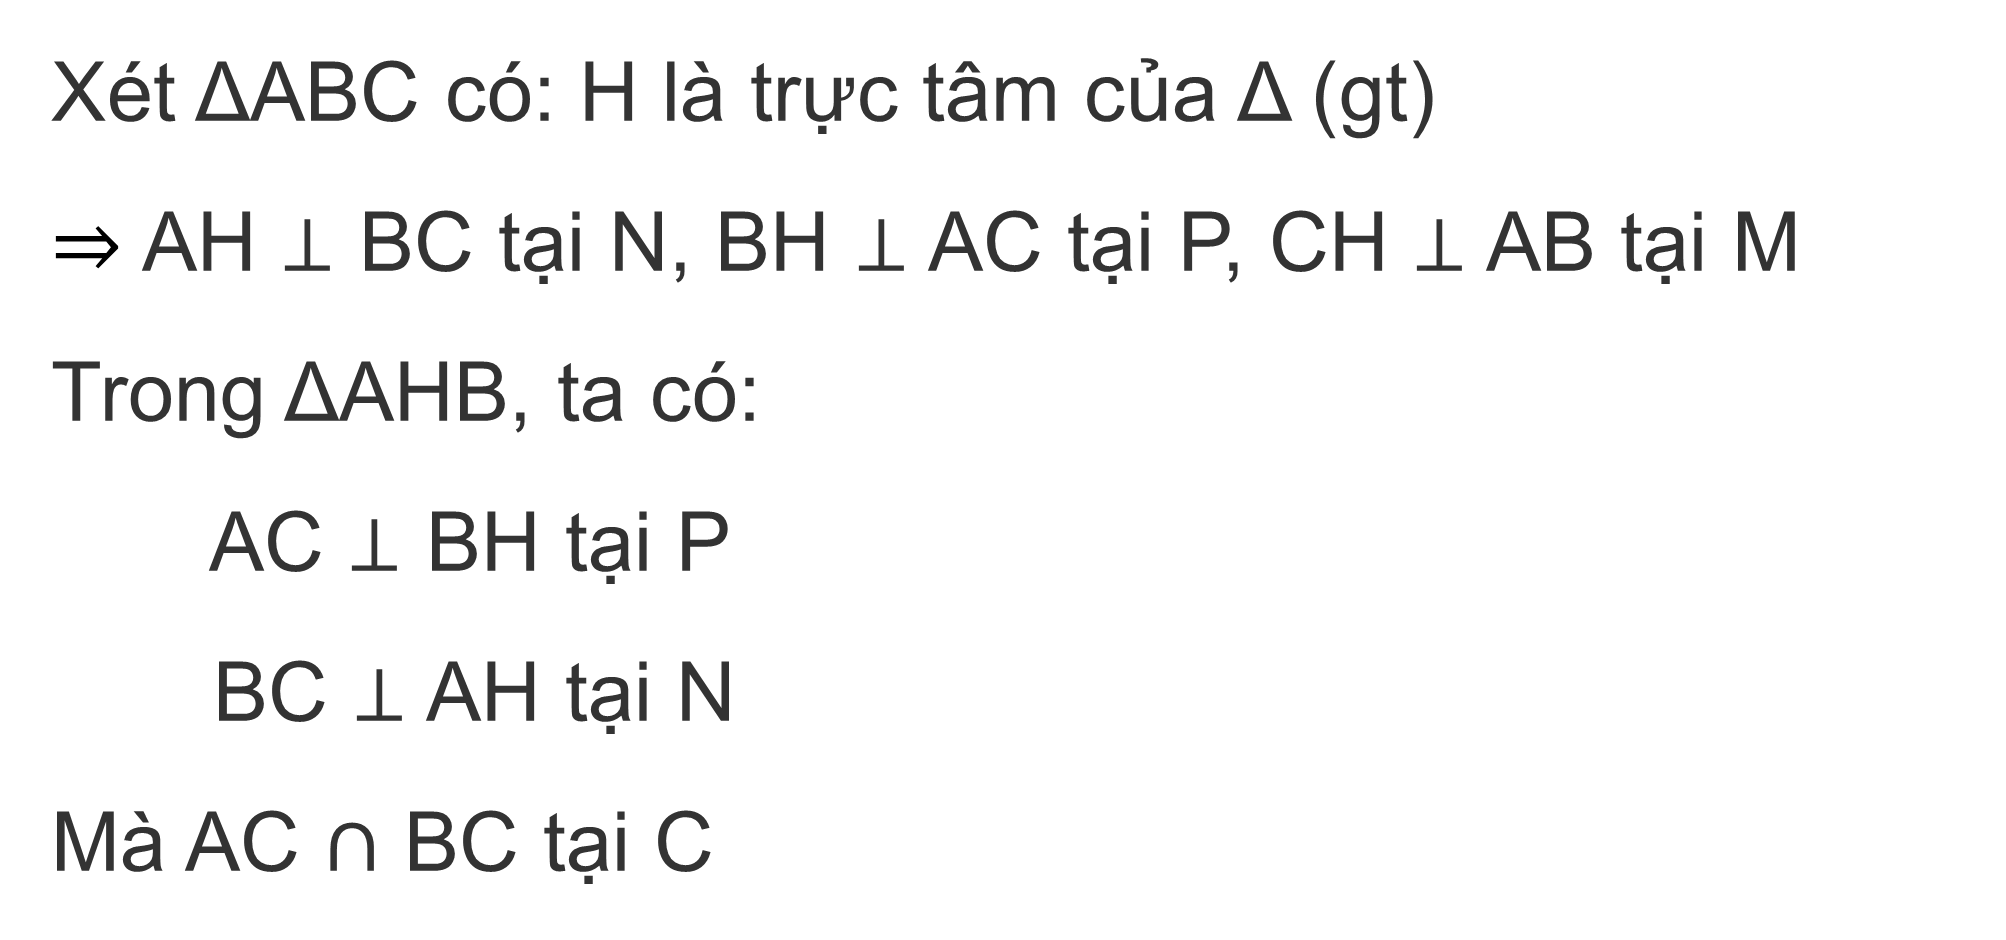 Xét ΔABC có: H là trực tâm của Δ (gt)
⇒ AH ⊥ BC tại N, BH ⊥ AC tại P, CH ⊥ AB tại M
Trong ΔAHB, ta có:
AC ⊥ BH tại P
BC ⊥ AH tại N
Mà AC ∩ BC tại C